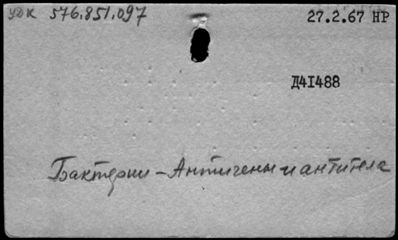 УДК 576.851.097
27.2.67 НР
Д41488
Бактерии – Антигены и антитела